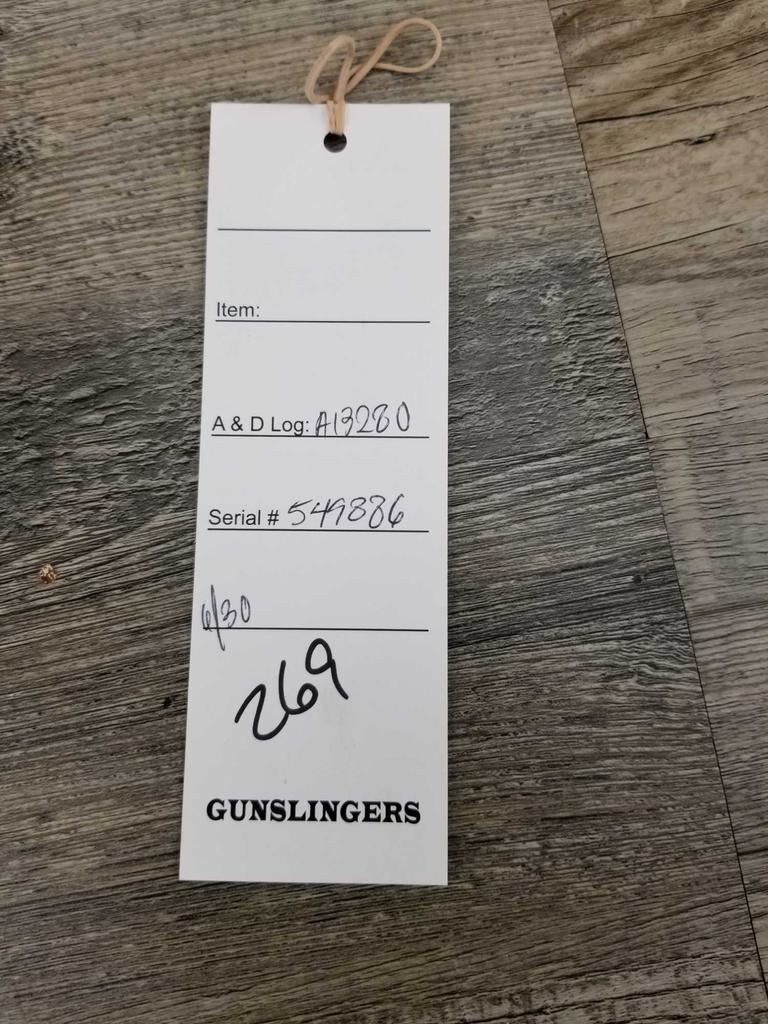 Item:
A & D Log: A13280
Serial # 549886
6/30
269
GUNSLINGERS